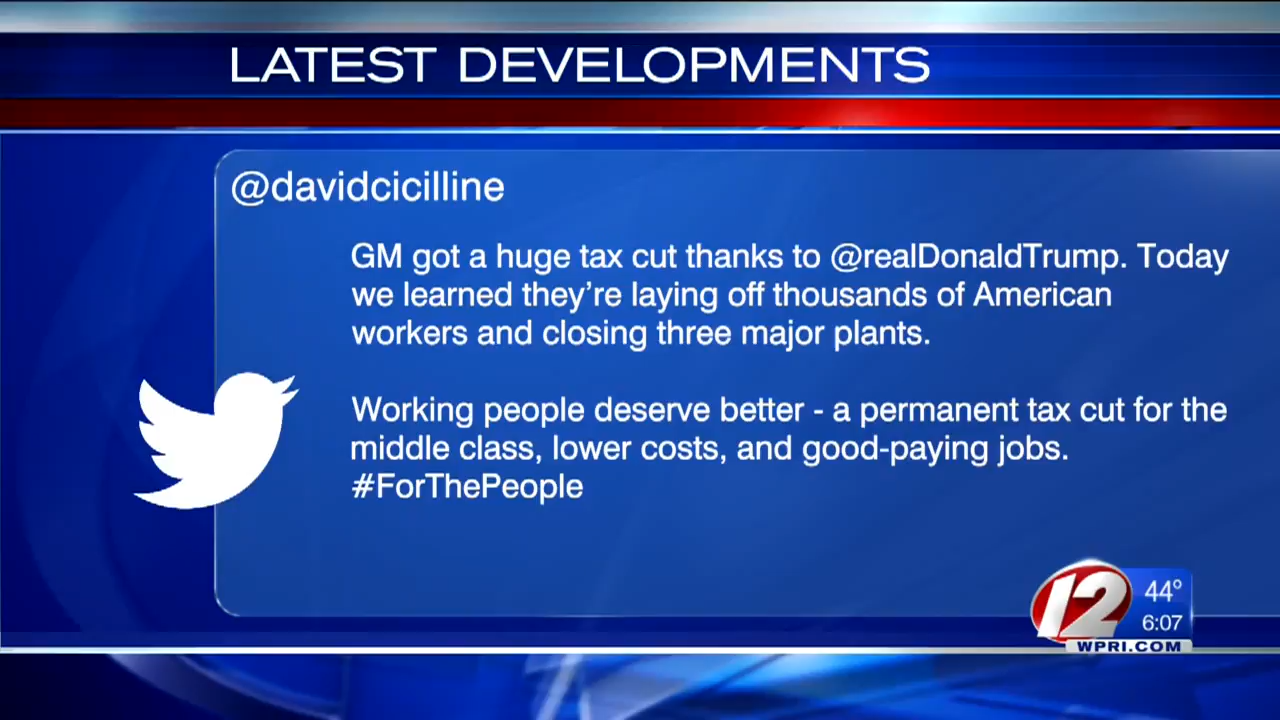 LATEST DEVELOPMENTS
@davidcicilline
GM got a huge tax cut thanks to @realDonaldTrump. Today
we learned they’re laying off thousands of American
workers and closing three major plants.
Working people deserve better - a permanent tax cut for the
middle class, lower costs, and good-paying jobs.
#ForThePeople
12
44°
6:07
WPRI.COM